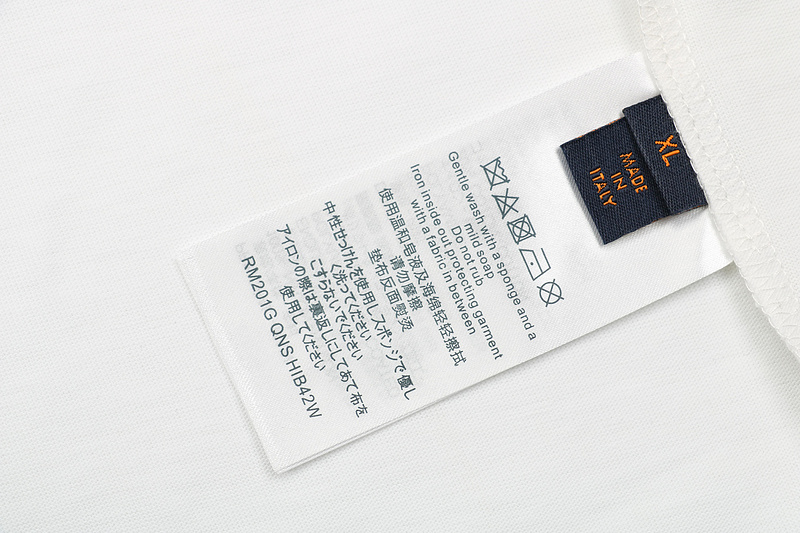 XL
MADE
IN
ITALY
Gentle wash with a sponge and a
mild soap
Do not rub
Iron inside out protecting garment
with a fabric in between
使用温和皂液及海绵轻轻擦拭
请勿摩擦
垫布反面熨烫
中性せっけんを使用しスポンジで優し
く洗ってください
こすらないでください
アイロンの際は裏返しにしてあて布を
使用してください
RM201G QNS HIB42W